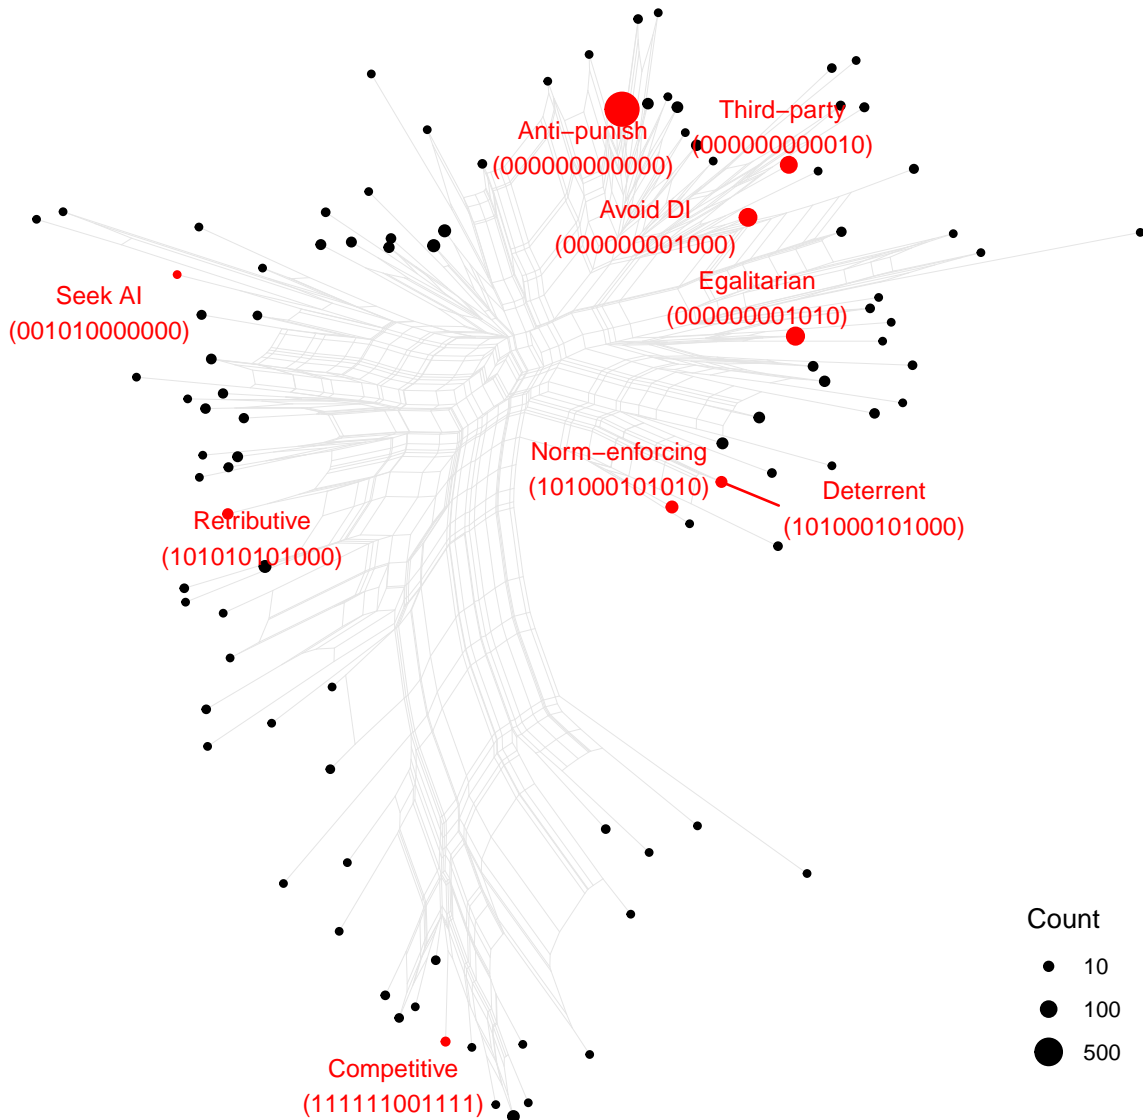 Third−party
(000000000010)
Anti−punish
(000000000000)
Avoid DI
(000000001000)
Egalitarian
(000000001010)
Seek AI
(001010000000)
Norm−enforcing
(101000101010)
Deterrent
(101000101000)
Retributive
(101010101000)
Competitive
(111111001111)
Count
10
100
500